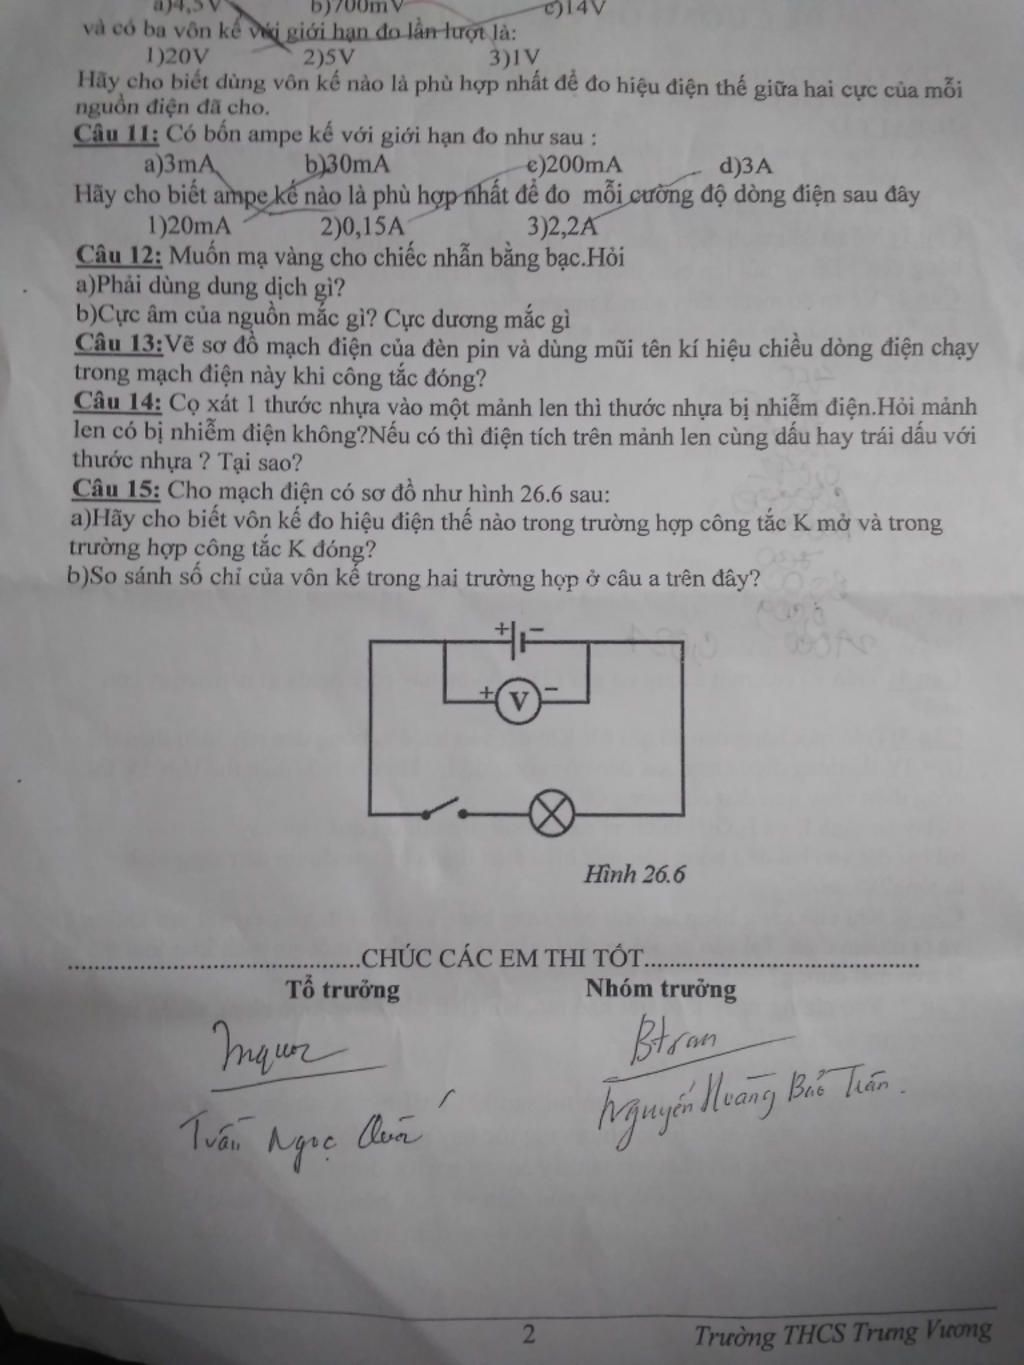 a)4,5V b)700mV c)14V
và có ba vôn kế với giới hạn đo lần lượt là:
1)20V 2)5V 3)1V
Hãy cho biết dùng vôn kế nào là phù hợp nhất để đo hiệu điện thế giữa hai cực của mỗi
nguồn điện đã cho.
Câu 11: Có bốn ampe kế với giới hạn đo như sau :
a)3mA b)30mA c)200mA d)3A
Hãy cho biết ampe kế nào là phù hợp nhất để đo mỗi cường độ dòng điện sau đây
1)20mA 2)0,15A 3)2,2A
Câu 12: Muốn mạ vàng cho chiếc nhẫn bằng bạc.Hỏi
a)Phải dùng dung dịch gì?
b)Cực âm của nguồn mắc gì? Cực dương mắc gì
Câu 13:Vẽ sơ đồ mạch điện của đèn pin và dùng mũi tên kí hiệu chiều dòng điện chạy
trong mạch điện này khi công tắc đóng?
Câu 14: Cọ xát 1 thước nhựa vào một mảnh len thì thước nhựa bị nhiễm điện.Hỏi mảnh
len có bị nhiễm điện không?Nếu có thì điện tích trên mảnh len cùng dấu hay trái dấu với
thước nhựa ? Tại sao?
Câu 15: Cho mạch điện có sơ đồ như hình 26.6 sau:
a)Hãy cho biết vôn kế đo hiệu điện thế nào trong trường hợp công tắc K mở và trong
trường hợp công tắc K đóng?
b)So sánh số chỉ của vôn kế trong hai trường họp ở câu a trên đây?
+ −
+ V −
Hình 26.6
CHÚC CÁC EM THI TỐT
Tổ trưởng Nhóm trưởng
Btran
Nguyễn Hoàng Bảo Trân.
Trần Ngọc
2 Trường THCS Trưng Vương